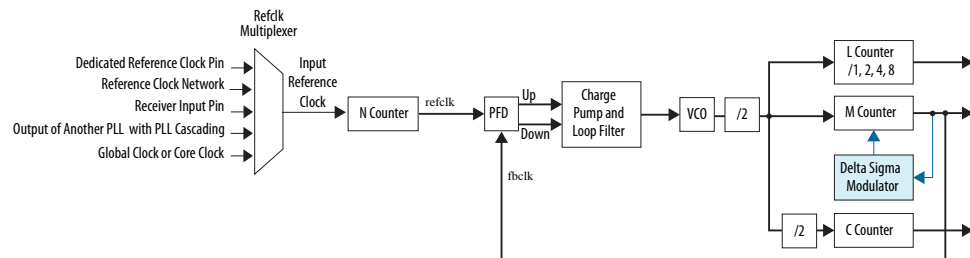 Refclk
Multiplexer
Dedicated Reference Clock Pin
Reference Clock Network
Receiver Input Pin
Output of Another PLL with PLL Cascading
Global Clock or Core Clock
Input
Reference
Clock
N Counter
refclk
PFD
Up
Down
fbclk
Charge
Pump and
Loop Filter
VCO
/2
L Counter
/1, 2, 4, 8
M Counter
Delta Sigma
Modulator
/2
C Counter